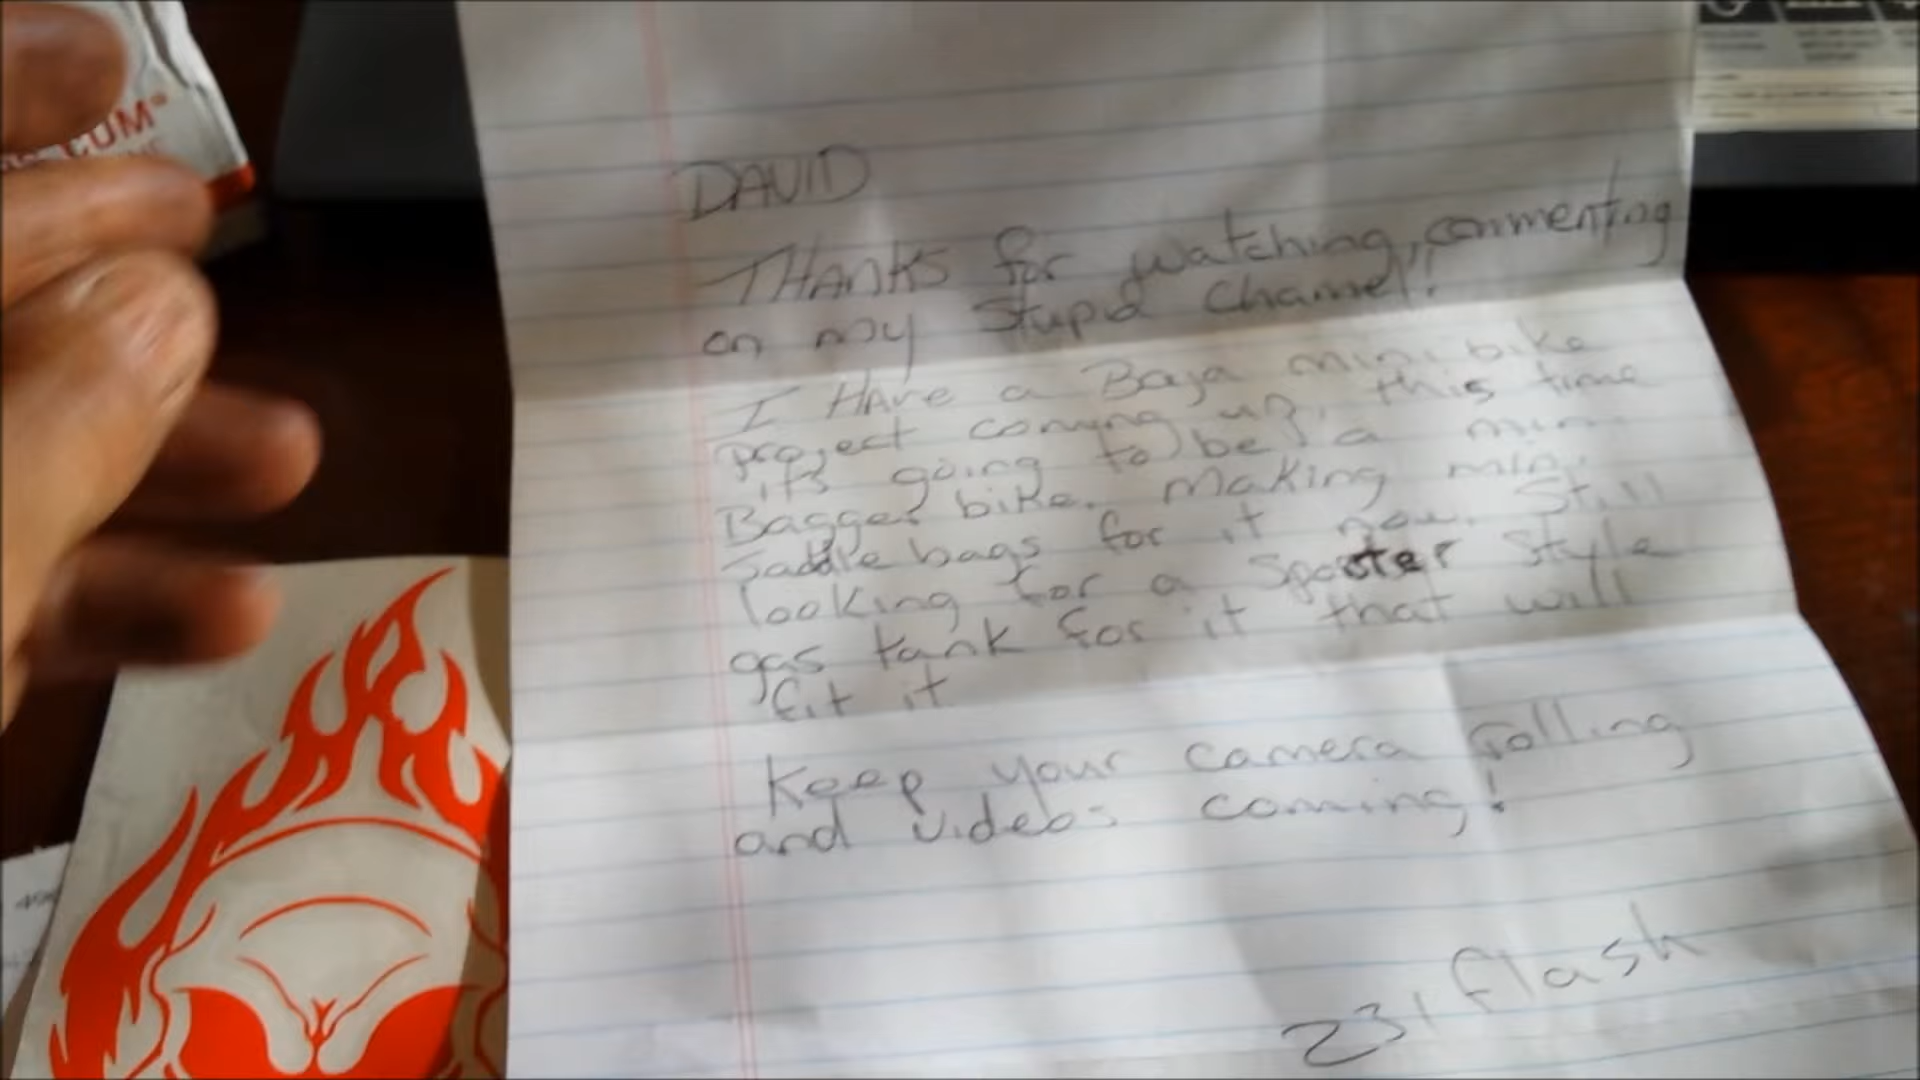 COM
DAVID
THANKS for watching, commenting
on my Stupid Channel!
I HAve a Baja mini bike
project coming up, this time
its going to be a mini
Bagger bike. Making mini
saddle bags for it now. Still
looking for a Sporter Style
gas tank for it that will
fit it
Keep your camera rolling
and videos coming!
231 flash